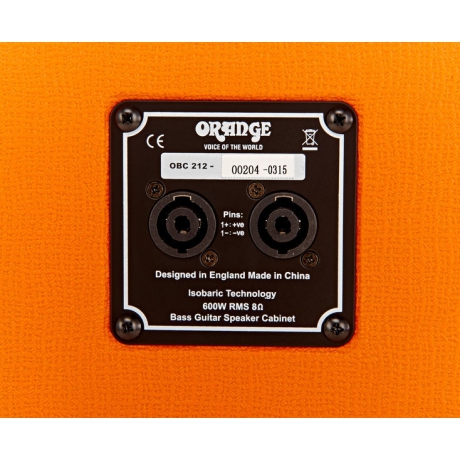 ORANGE
VOICE OF THE WORLD
CE
OBC 212 - 00204 -0315
Pins:
1+:+ve
1-:-ve
Designed in England Made in China
Isobaric Technology
600W RMS 8Ω
Bass Guitar Speaker Cabinet